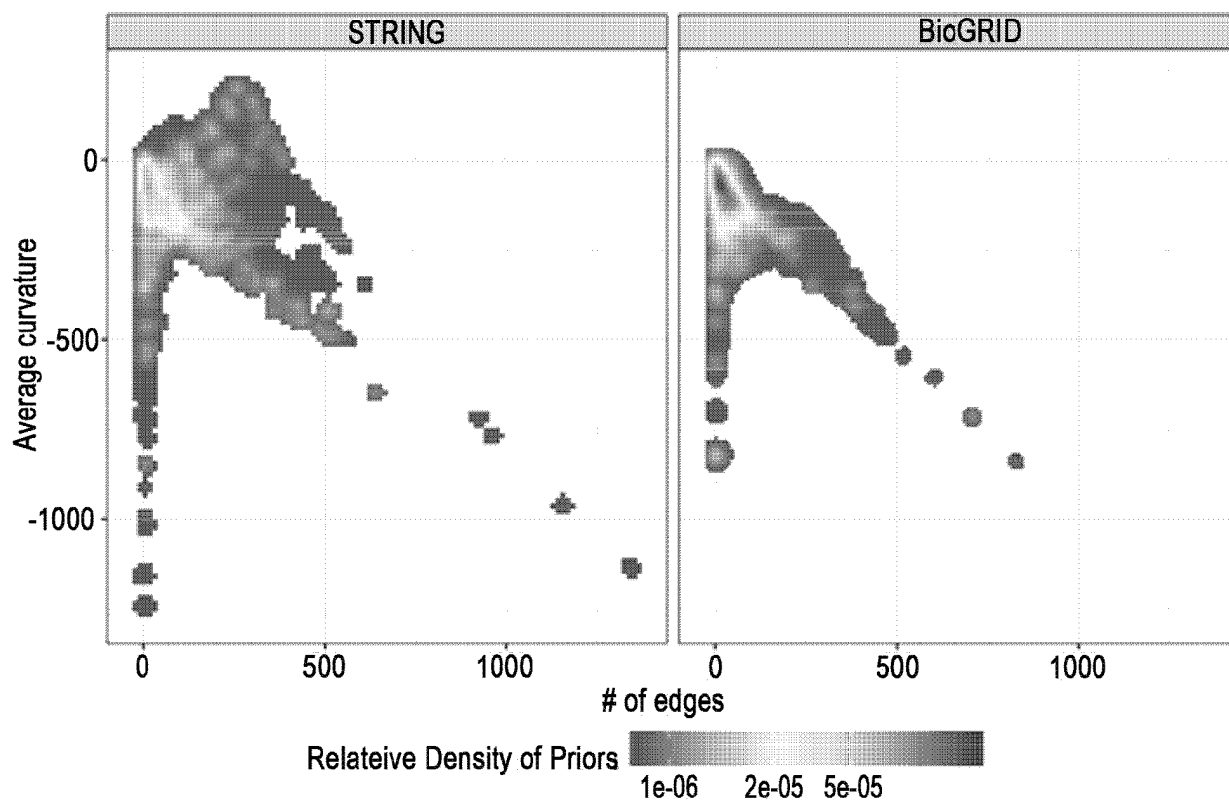 STRING
BioGRID
Average curvature
0
-500
-1000
0
500
1000
0
500
1000
# of edges
Relateive Density of Priors
1e-06
2e-05
5e-05